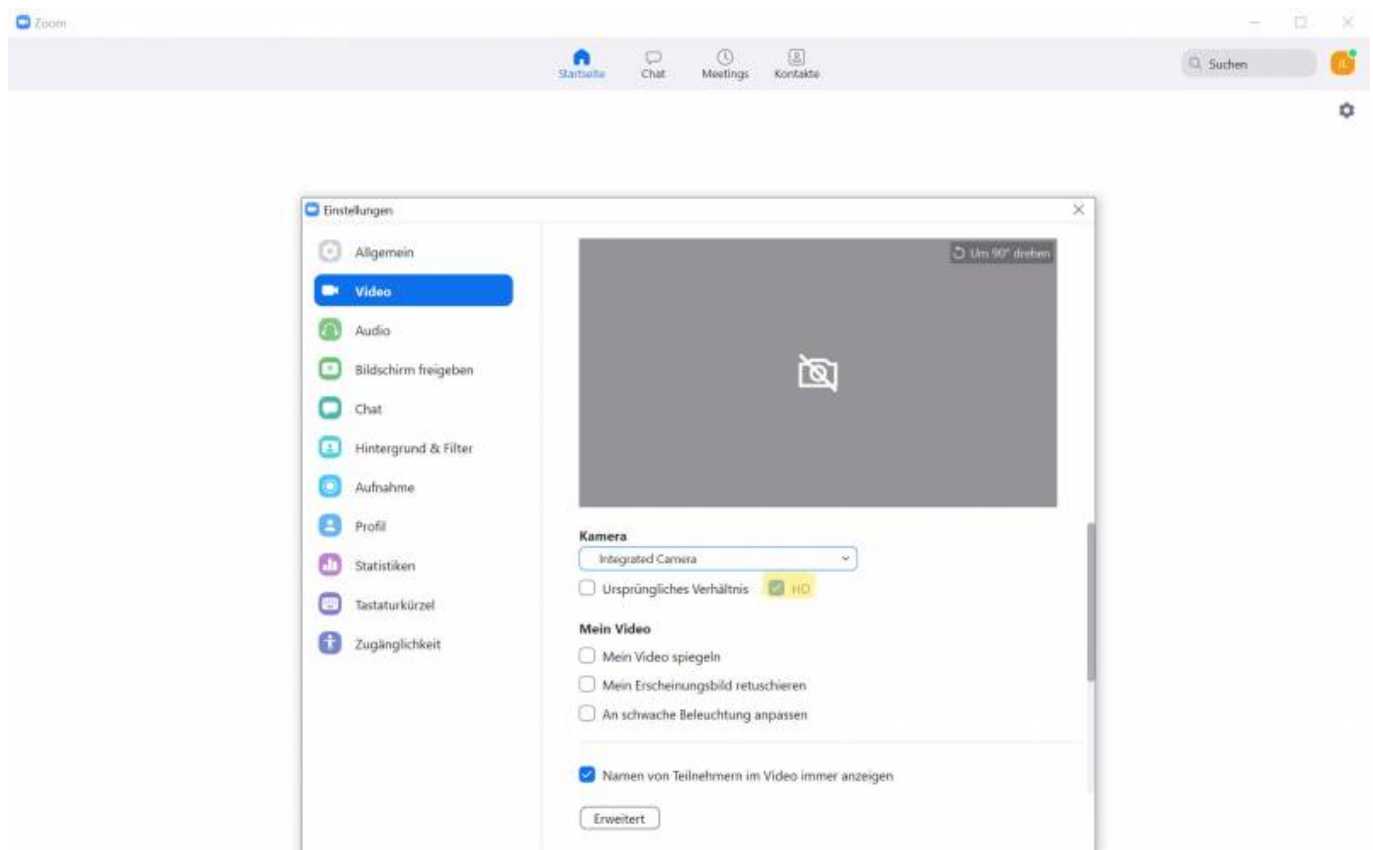 Zoom
Startseite Chat Meetings Kontakte
Suchen
JL
Einstellungen
Allgemein
Um 90° drehen
Video
Audio
Bildschirm freigeben
Chat
Hintergrund & Filter
Aufnahme
Profil
Statistiken
Tastaturkürzel
Zugänglichkeit
Kamera
Integrated Camera
Ursprüngliches Verhältnis HD
Mein Video
Mein Video spiegeln
Mein Erscheinungsbild retuschieren
An schwache Beleuchtung anpassen
Namen von Teilnehmern im Video immer anzeigen
Erweitert